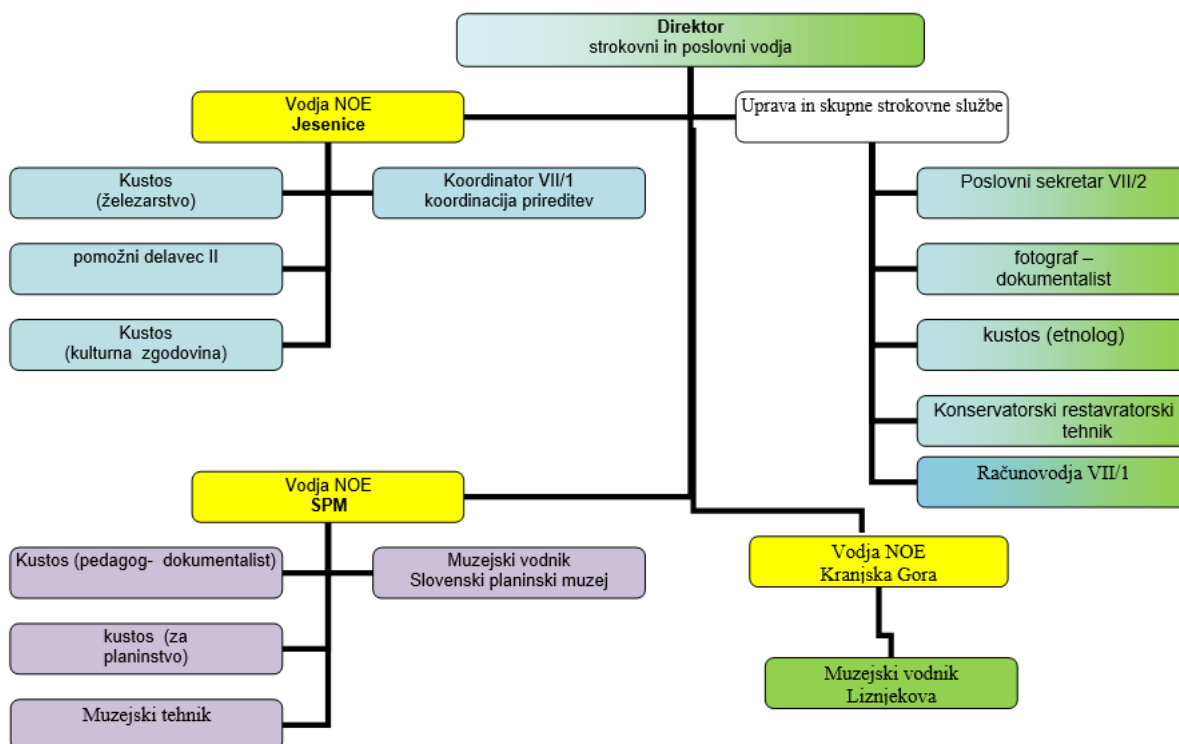 Direktor
strokovni in poslovni vodja
Vodja NOE
Jesenice
Uprava in skupne strokovne službe
Kustos
(železarstvo)
Koordinator VII/1
koordinacija prireditev
pomožni delavec II
Kustos
(kulturna zgodovina)
Poslovni sekretar VII/2
fotograf –
dokumentalist
kustos (etnolog)
Konservatorski restavratorski
tehnik
Računovodja VII/1
Vodja NOE
SPM
Kustos (pedagog- dokumentalist)
Muzejski vodnik
Slovenski planinski muzej
kustos (za
planinstvo)
Muzejski tehnik
Vodja NOE
Kranjska Gora
Muzejski vodnik
Liznjekova